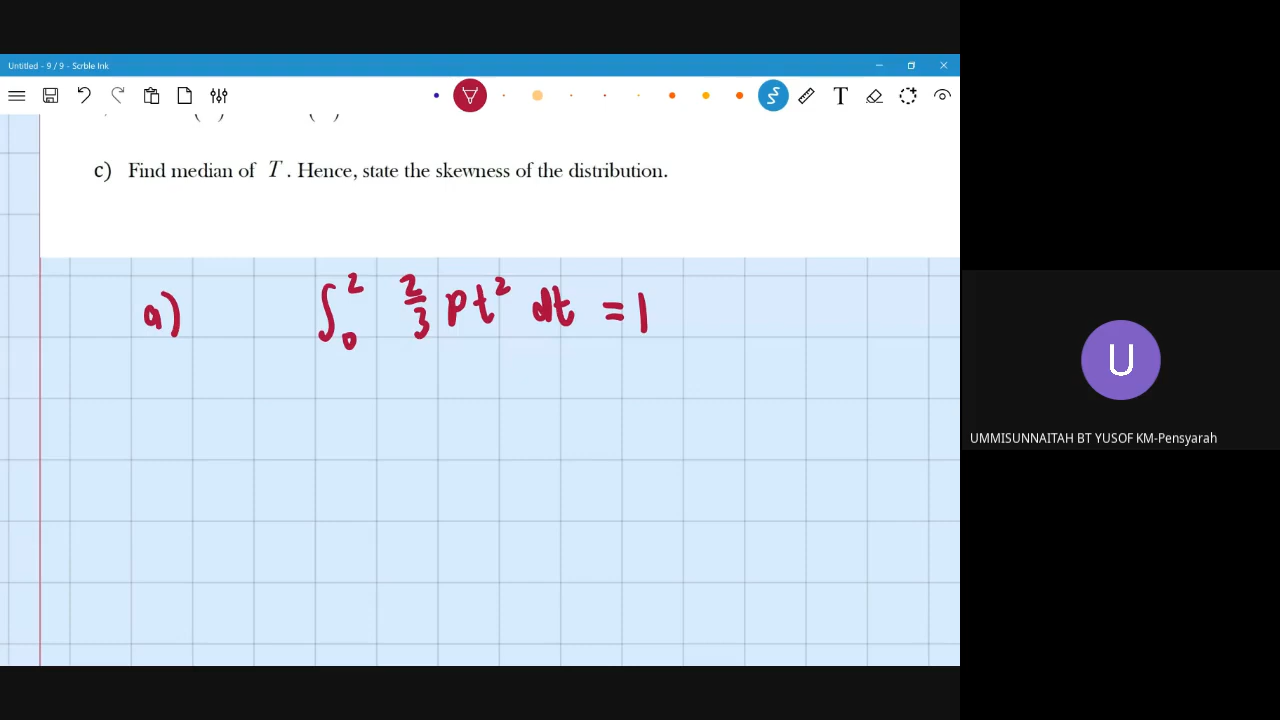 Untitled - 9 / 9 - Scrble Ink
T
( ) ( )
c) Find median of T . Hence, state the skewness of the distribution.
a) ∫₀² 2/3 pt² dt = 1
U
UMMISUNNAITAH BT YUSOF KM-Pensyarah